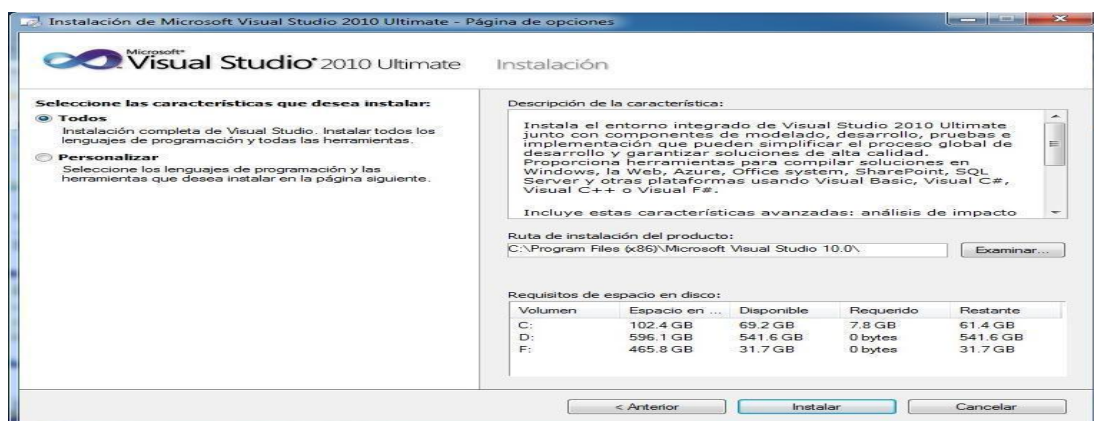 Instalación de Microsoft Visual Studio 2010 Ultimate - Página de opciones
Microsoft®
Visual Studio® 2010 Ultimate
Instalación
Seleccione las características que desea instalar:
Todos
Instalación completa de Visual Studio. Instalar todos los
lenguajes de programación y todas las herramientas.
Personalizar
Seleccione los lenguajes de programación y las
herramientas que desea instalar en la página siguiente.
Descripción de la característica:
Instala el entorno integrado de Visual Studio 2010 Ultimate
junto con componentes de modelado, desarrollo, pruebas e
implementación que pueden simplificar el proceso global de
desarrollo y garantizar soluciones de alta calidad.
Proporciona herramientas para compilar soluciones en
Windows, la Web, Azure, Office system, SharePoint, SQL
Server y otras plataformas usando Visual Basic, Visual C#,
Visual C++ o Visual F#.
Incluye estas características avanzadas: análisis de impacto
Ruta de instalación del producto:
C:\Program Files (x86)\Microsoft Visual Studio 10.0\
Examinar...
Requisitos de espacio en disco:
Volumen Espacio en ... Disponible Requerido Restante
C: 102.4 GB 69.2 GB 7.8 GB 61.4 GB
D: 596.1 GB 541.6 GB 0 bytes 541.6 GB
F: 465.8 GB 31.7 GB 0 bytes 31.7 GB
< Anterior
Instalar
Cancelar